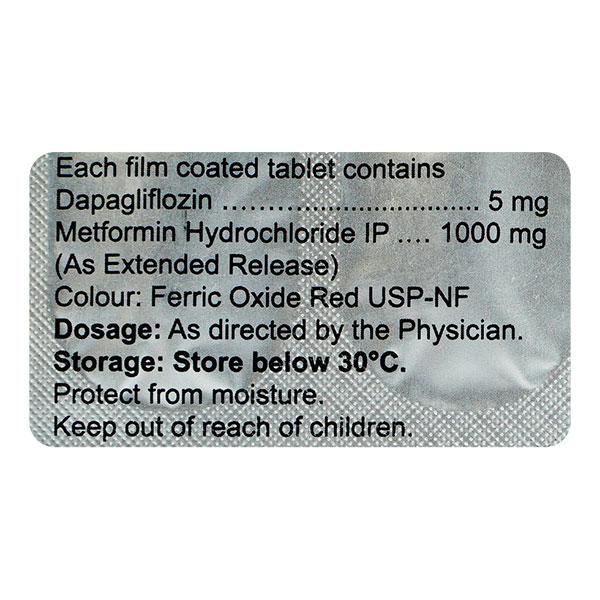 Each film coated tablet contains
Dapagliflozin ................................. 5 mg
Metformin Hydrochloride IP .... 1000 mg
(As Extended Release)
Colour: Ferric Oxide Red USP-NF
Dosage: As directed by the Physician.
Storage: Store below 30°C.
Protect from moisture.
Keep out of reach of children.